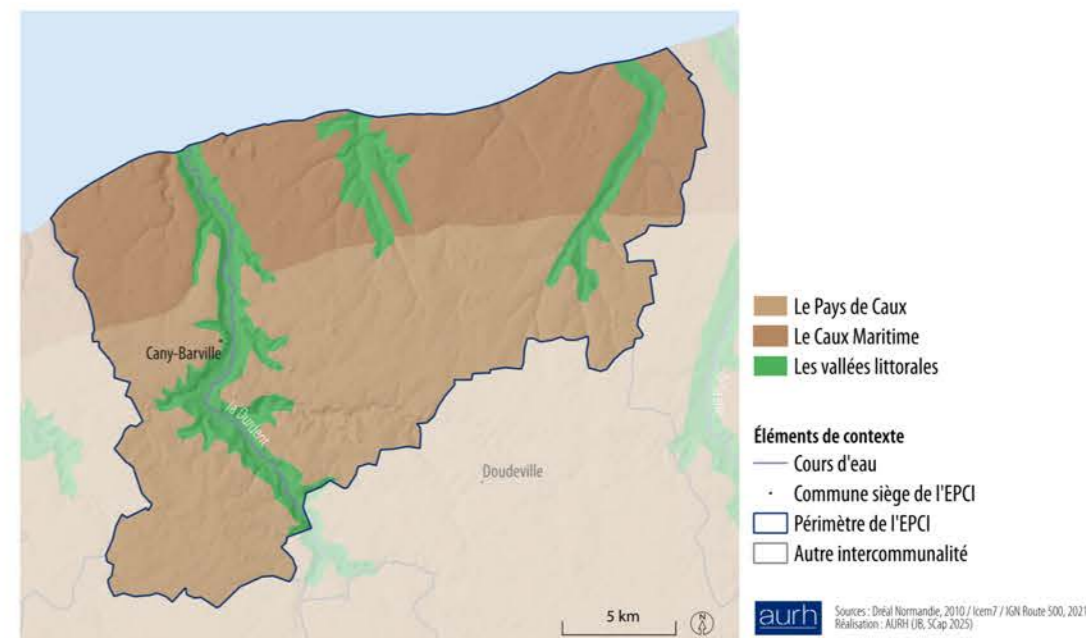 Cany-Barville
la Durdent
Doudeville
5 km
N
Le Pays de Caux
Le Caux Maritime
Les vallées littorales
Éléments de contexte
Cours d'eau
Commune siège de l'EPCI
Périmètre de l'EPCI
Autre intercommunalité
aurh
Sources : Dréal Normandie, 2010 / Icem7 / IGN Route 500, 2021
Réalisation : AURH (JB, SCap 2025)